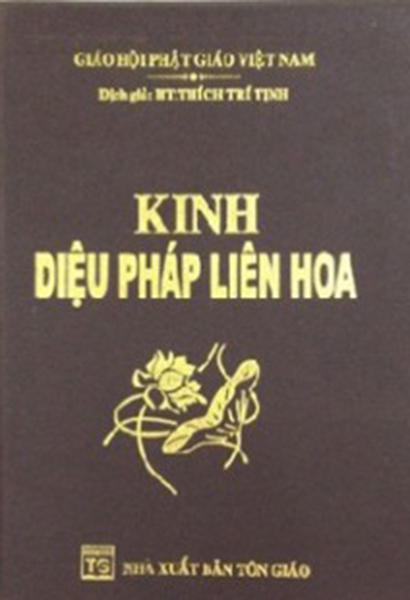 GIÁO HỘI PHẬT GIÁO VIỆT NAM
Dịch giả: HT.THÍCH TRÍ TỊNH
KINH
DIỆU PHÁP LIÊN HOA
TG NHÀ XUẤT BẢN TÔN GIÁO